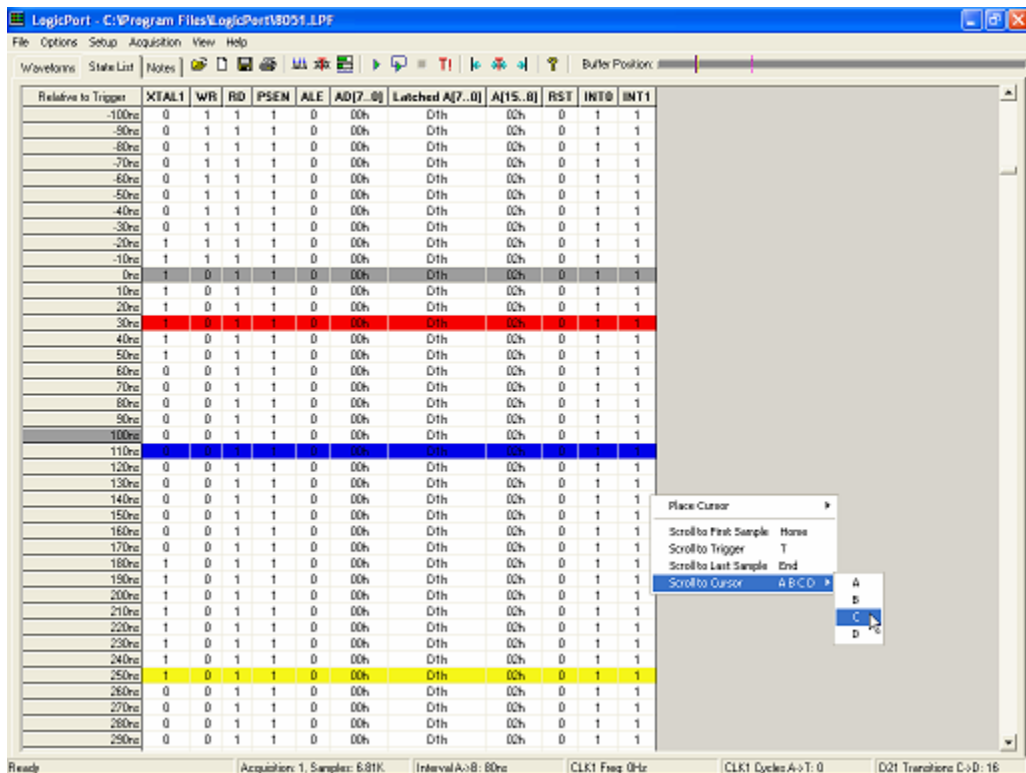 LogicPort - C:\Program Files\LogicPort\8051.LPF
File Options Setup Acquisition View Help
Waveforms State List Notes T! ? Buffer Position:
Relative to Trigger XTAL1 WR RD PSEN ALE AD[7..0] Latched A[7..0] A[15..8] RST INT0 INT1
-100ns 0 1 1 1 0 00h D1h 02h 0 1 1
-90ns 0 1 1 1 0 00h D1h 02h 0 1 1
-80ns 0 1 1 1 0 00h D1h 02h 0 1 1
-70ns 0 1 1 1 0 00h D1h 02h 0 1 1
-60ns 0 1 1 1 0 00h D1h 02h 0 1 1
-50ns 0 1 1 1 0 00h D1h 02h 0 1 1
-40ns 0 1 1 1 0 00h D1h 02h 0 1 1
-30ns 0 1 1 1 0 00h D1h 02h 0 1 1
-20ns 1 1 1 1 0 00h D1h 02h 0 1 1
-10ns 1 1 1 1 0 00h D1h 02h 0 1 1
0ns 1 0 1 1 0 00h D1h 02h 0 1 1
10ns 1 0 1 1 0 00h D1h 02h 0 1 1
20ns 1 0 1 1 0 00h D1h 02h 0 1 1
30ns 1 0 1 1 0 00h D1h 02h 0 1 1
40ns 1 0 1 1 0 00h D1h 02h 0 1 1
50ns 1 0 1 1 0 00h D1h 02h 0 1 1
60ns 1 0 1 1 0 00h D1h 02h 0 1 1
70ns 0 0 1 1 0 00h D1h 02h 0 1 1
80ns 0 0 1 1 0 00h D1h 02h 0 1 1
90ns 0 0 1 1 0 00h D1h 02h 0 1 1
100ns 0 0 1 1 0 00h D1h 02h 0 1 1
110ns 0 0 1 1 0 00h D1h 02h 0 1 1
120ns 0 0 1 1 0 00h D1h 02h 0 1 1
130ns 0 0 1 1 0 00h D1h 02h 0 1 1
140ns 0 0 1 1 0 00h D1h 02h 0 1 1
150ns 0 0 1 1 0 00h D1h 02h 0 1 1
160ns 0 0 1 1 0 00h D1h 02h 0 1 1
170ns 0 0 1 1 0 00h D1h 02h 0 1 1
180ns 1 0 1 1 0 00h D1h 02h 0 1 1
190ns 1 0 1 1 0 00h D1h 02h 0 1 1
200ns 1 0 1 1 0 00h D1h 02h 0 1 1
210ns 1 0 1 1 0 00h D1h 02h 0 1 1
220ns 1 0 1 1 0 00h D1h 02h 0 1 1
230ns 1 0 1 1 0 00h D1h 02h 0 1 1
240ns 1 0 1 1 0 00h D1h 02h 0 1 1
250ns 1 0 1 1 0 00h D1h 02h 0 1 1
260ns 0 0 1 1 0 00h D1h 02h 0 1 1
270ns 0 0 1 1 0 00h D1h 02h 0 1 1
280ns 0 0 1 1 0 00h D1h 02h 0 1 1
290ns 0 0 1 1 0 00h D1h 02h 0 1 1
Place Cursor
Scroll to First Sample Home
Scroll to Trigger T
Scroll to Last Sample End
Scroll to Cursor A B C D
A
B
C
D
Ready Acquisition: 1, Samples: 6.81K Interval A->B: 80ns CLK1 Freq: 0Hz CLK1 Cycles A->T: 0 D21 Transitions C->D: 16